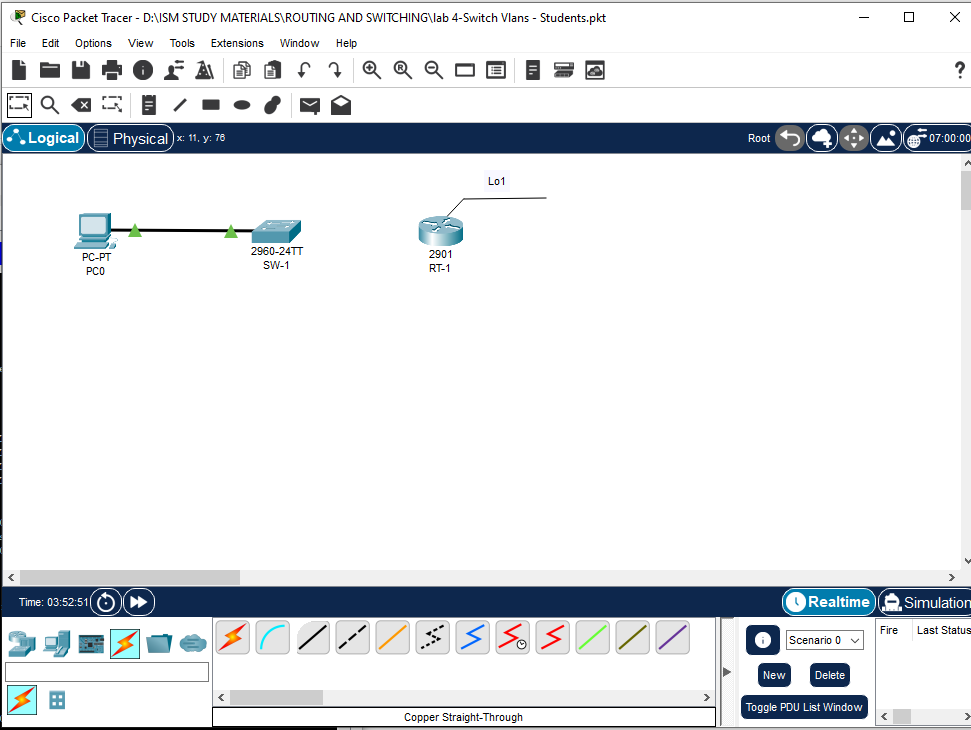 Cisco Packet Tracer - D:\ISM STUDY MATERIALS\ROUTING AND SWITCHING\lab 4-Switch Vlans - Students.pkt
File Edit Options View Tools Extensions Window Help
Logical Physical x: 11, y: 76 Root 07:00:00
Lo1
PC-PT
PC0
2960-24TT
SW-1
2901
RT-1
Time: 03:52:51 Realtime Simulation
Scenario 0
Fire Last Status
New Delete
Toggle PDU List Window
Copper Straight-Through